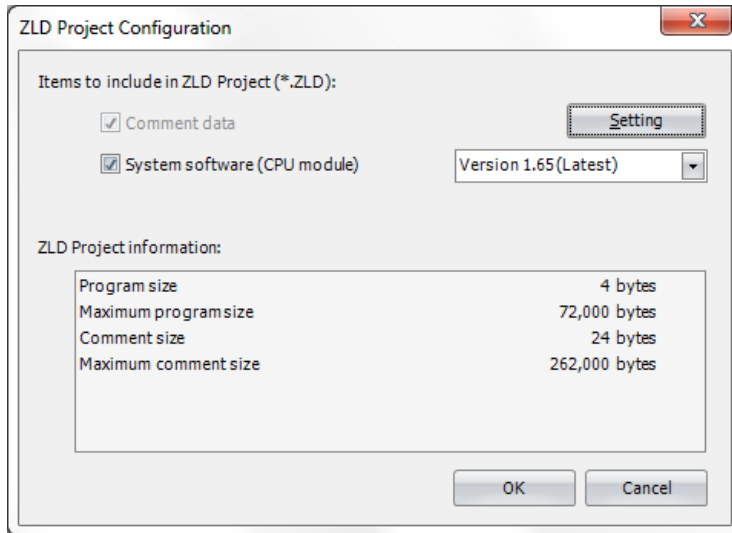 ZLD Project Configuration
Items to include in ZLD Project (*.ZLD):
Comment data
Setting
System software (CPU module)
Version 1.65(Latest)
ZLD Project information:
Program size 4 bytes
Maximum program size 72,000 bytes
Comment size 24 bytes
Maximum comment size 262,000 bytes
OK Cancel